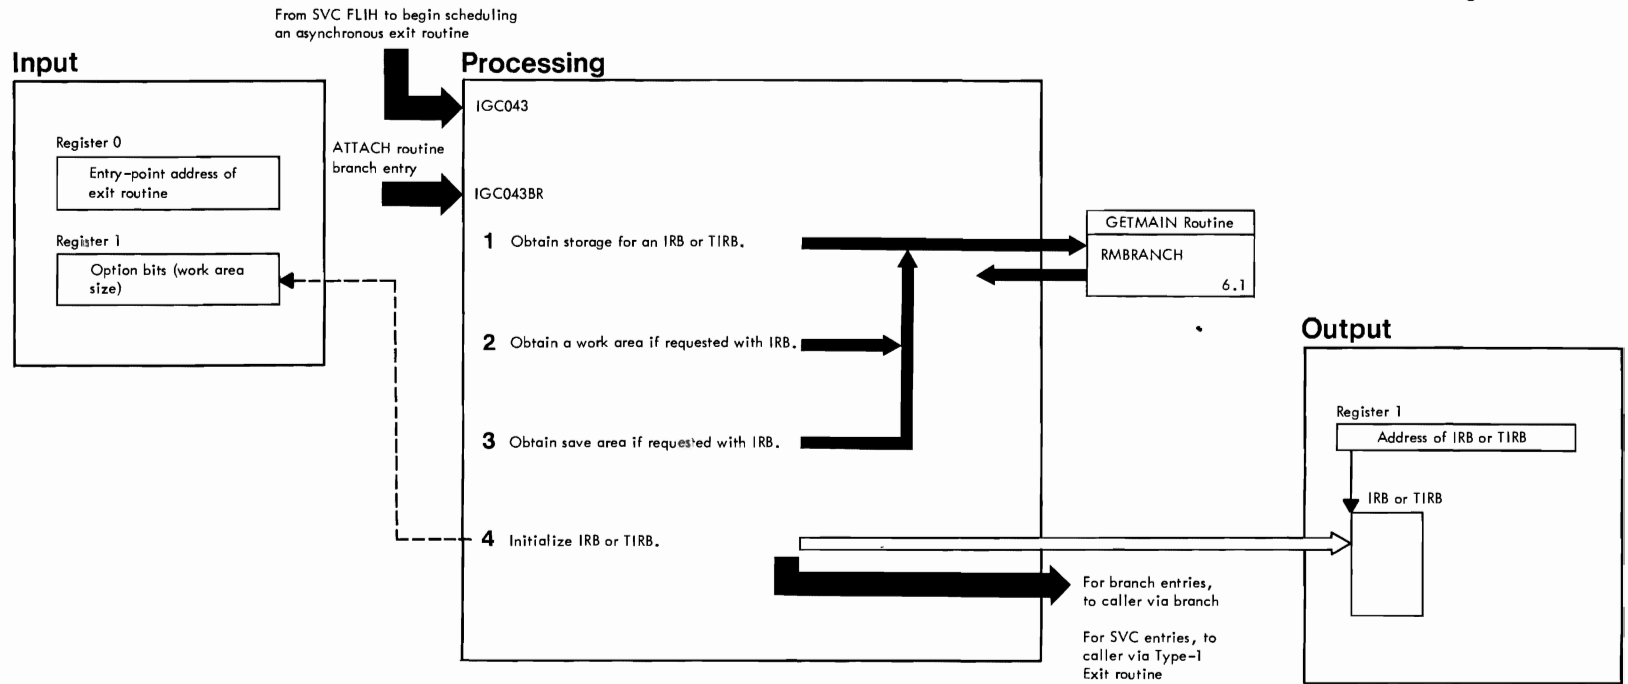 From SVC FLIH to begin scheduling
an asynchronous exit routine
Input
Processing
IGC043
Register 0
Entry-point address of
exit routine
ATTACH routine
branch entry
IGC043BR
Register 1
Option bits (work area
size)
1 Obtain storage for an IRB or TIRB.
GETMAIN Routine
RMBRANCH
6.1
2 Obtain a work area if requested with IRB.
3 Obtain save area if requested with IRB.
4 Initialize IRB or TIRB.
Output
Register 1
Address of IRB or TIRB
IRB or TIRB
For branch entries,
to caller via branch
For SVC entries, to
caller via Type-1
Exit routine